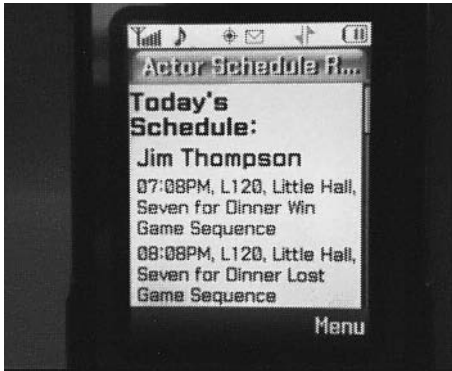 Actor Schedule R...
Today's
Schedule:
Jim Thompson
07:08PM, L120, Little Hall,
Seven for Dinner Win
Game Sequence
08:08PM, L120, Little Hall,
Seven for Dinner Lost
Game Sequence
Menu